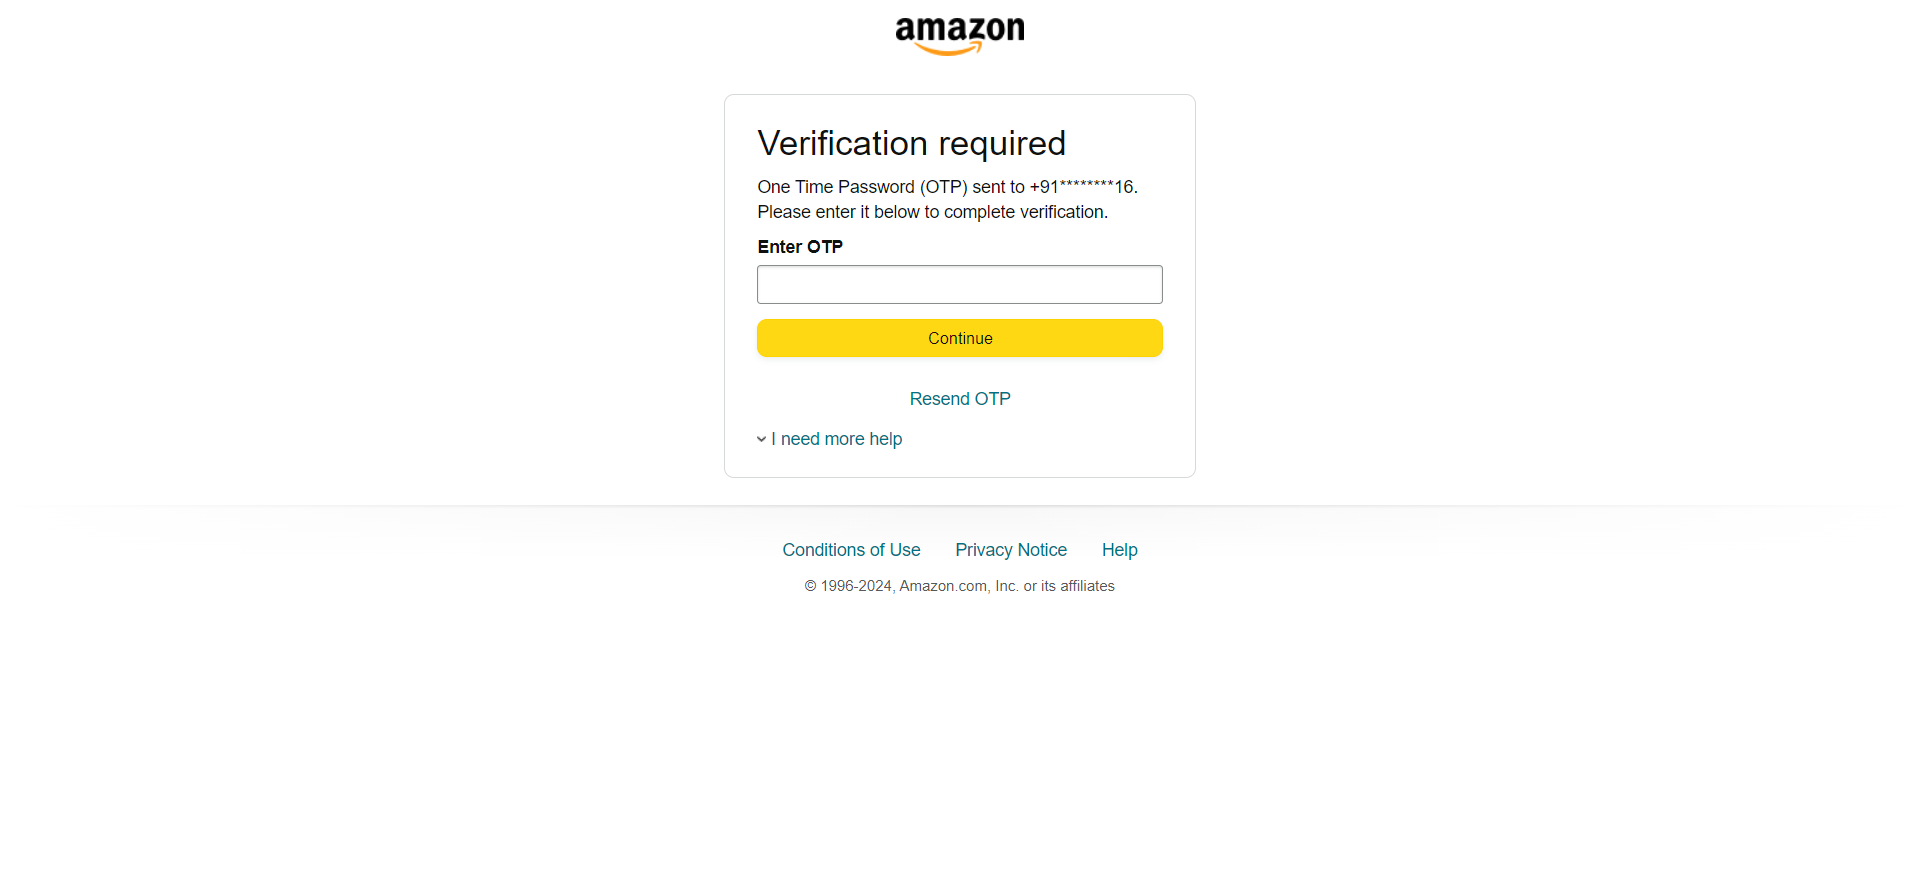 amazon
Verification required
One Time Password (OTP) sent to +91********16.
Please enter it below to complete verification.
Enter OTP
Continue
Resend OTP
I need more help
Conditions of Use Privacy Notice Help
© 1996-2024, Amazon.com, Inc. or its affiliates